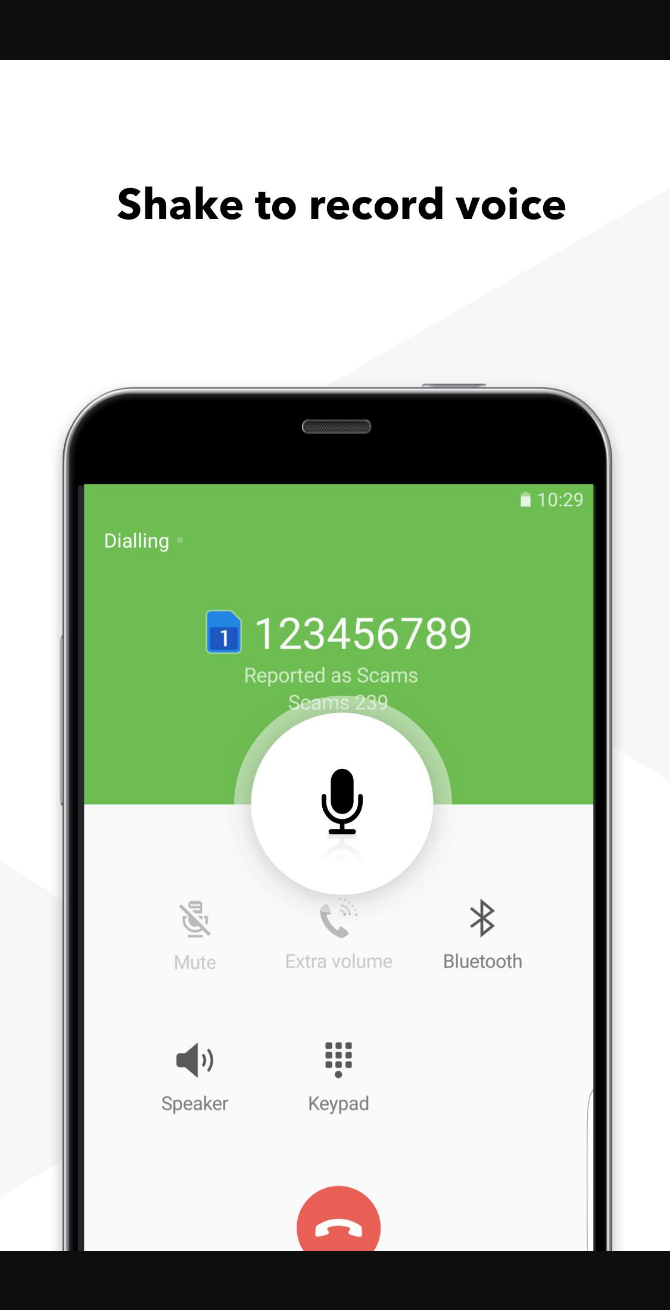 Shake to record voice
10:29
Dialling
1 123456789
Reported as Scams
Scams 239
Mute
Extra volume
Bluetooth
Speaker
Keypad